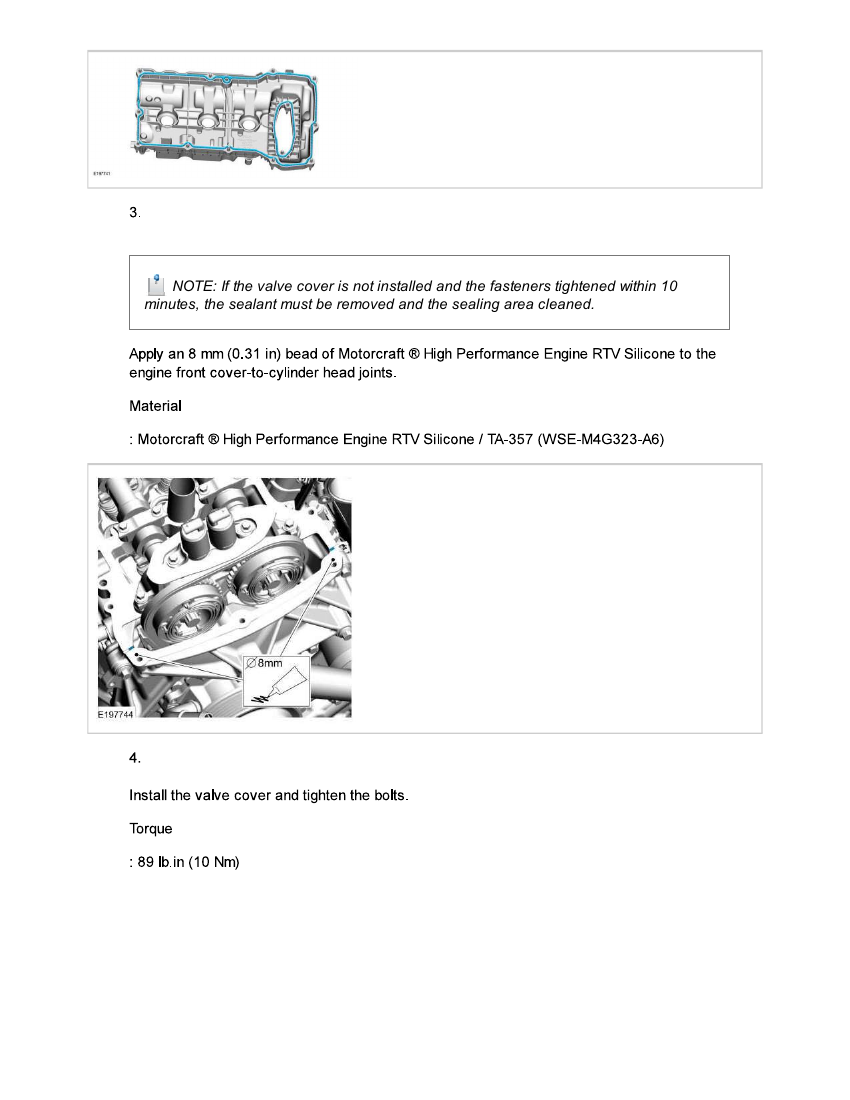 E197741
3.
NOTE: If the valve cover is not installed and the fasteners tightened within 10
minutes, the sealant must be removed and the sealing area cleaned.
Apply an 8 mm (0.31 in) bead of Motorcraft ® High Performance Engine RTV Silicone to the
engine front cover-to-cylinder head joints.
Material
: Motorcraft ® High Performance Engine RTV Silicone / TA-357 (WSE-M4G323-A6)
∅8mm
E197744
4.
Install the valve cover and tighten the bolts.
Torque
: 89 lb.in (10 Nm)